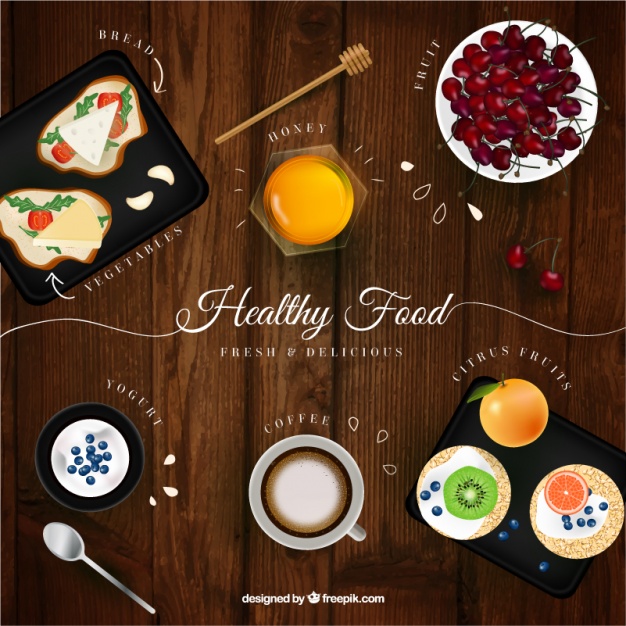 BREAD
FRUIT
HONEY
VEGETABLES
Healthy Food
FRESH & DELICIOUS
CITRUS FRUITS
YOGURT
COFFEE
designed by freepik.com